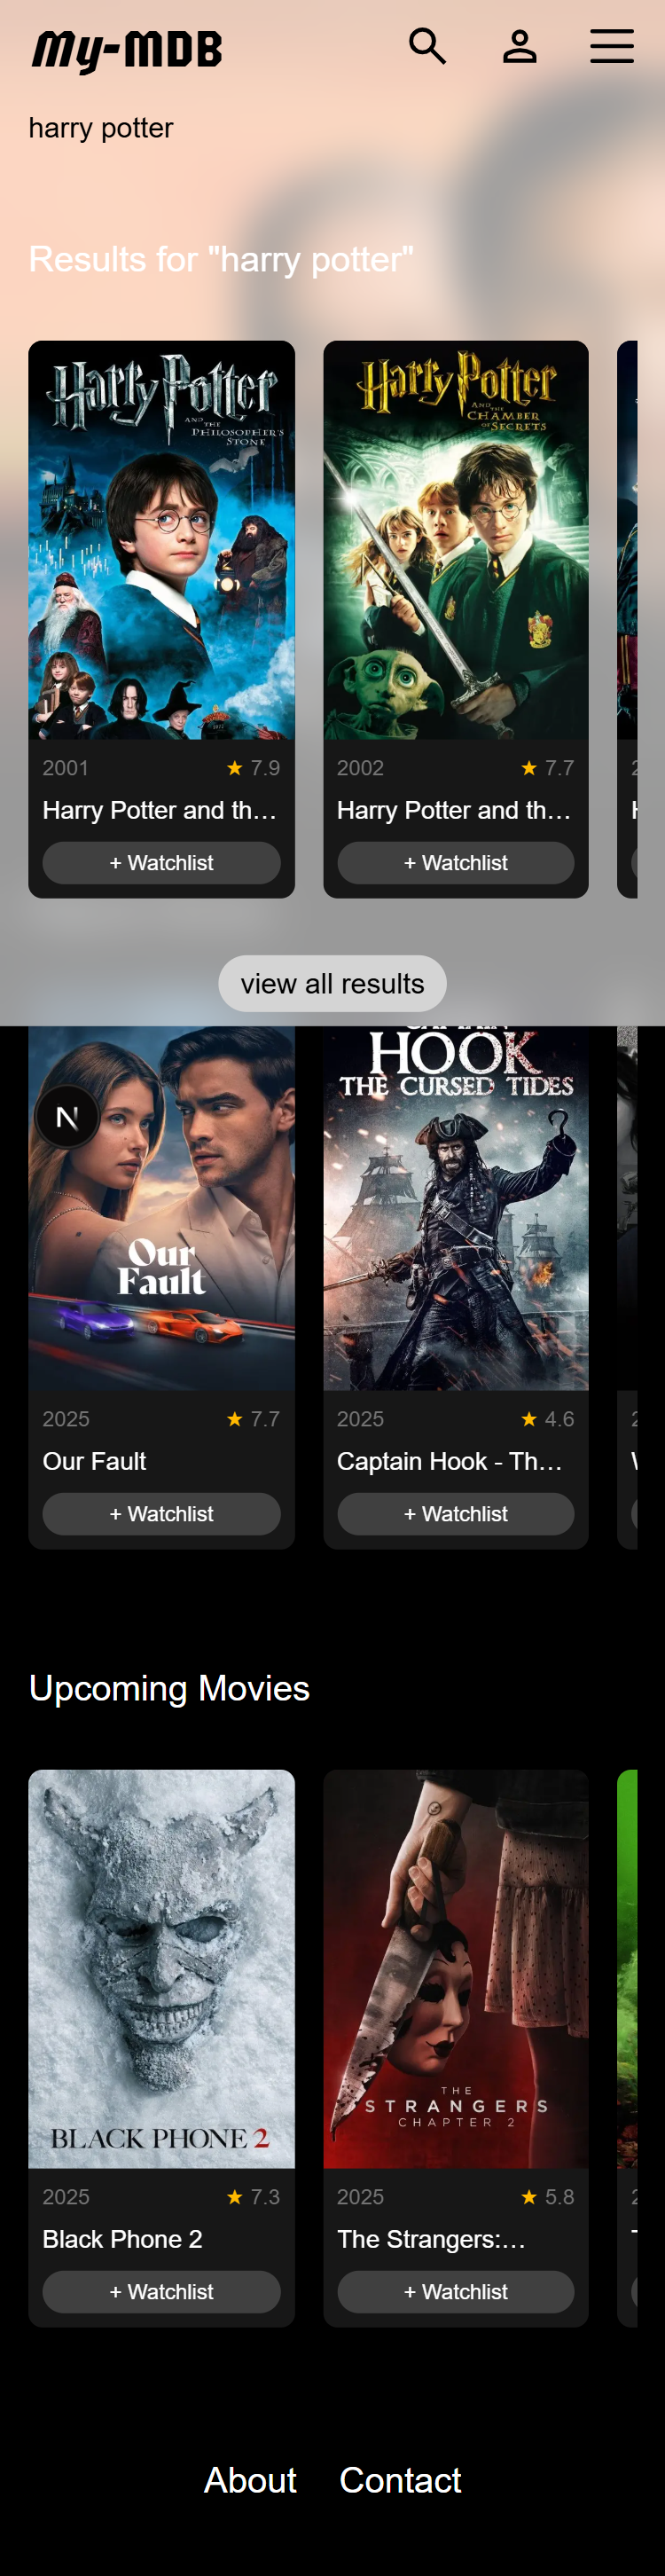 My-MDB
harry potter
Results for "harry potter"
Harry Potter
AND THE
PHILOSOPHER'S
STONE
Harry Potter
AND THE
CHAMBER
OF SECRETS
2001 ★ 7.9
Harry Potter and th...
+ Watchlist
2002 ★ 7.7
Harry Potter and th...
+ Watchlist
view all results
N
Our
Fault
HOOK
THE CURSED TIDES
2025 ★ 7.7
Our Fault
+ Watchlist
2025 ★ 4.6
Captain Hook - Th...
+ Watchlist
Upcoming Movies
BLACK PHONE 2
THE
STRANGERS
CHAPTER 2
2025 ★ 7.3
Black Phone 2
+ Watchlist
2025 ★ 5.8
The Strangers:...
+ Watchlist
About Contact